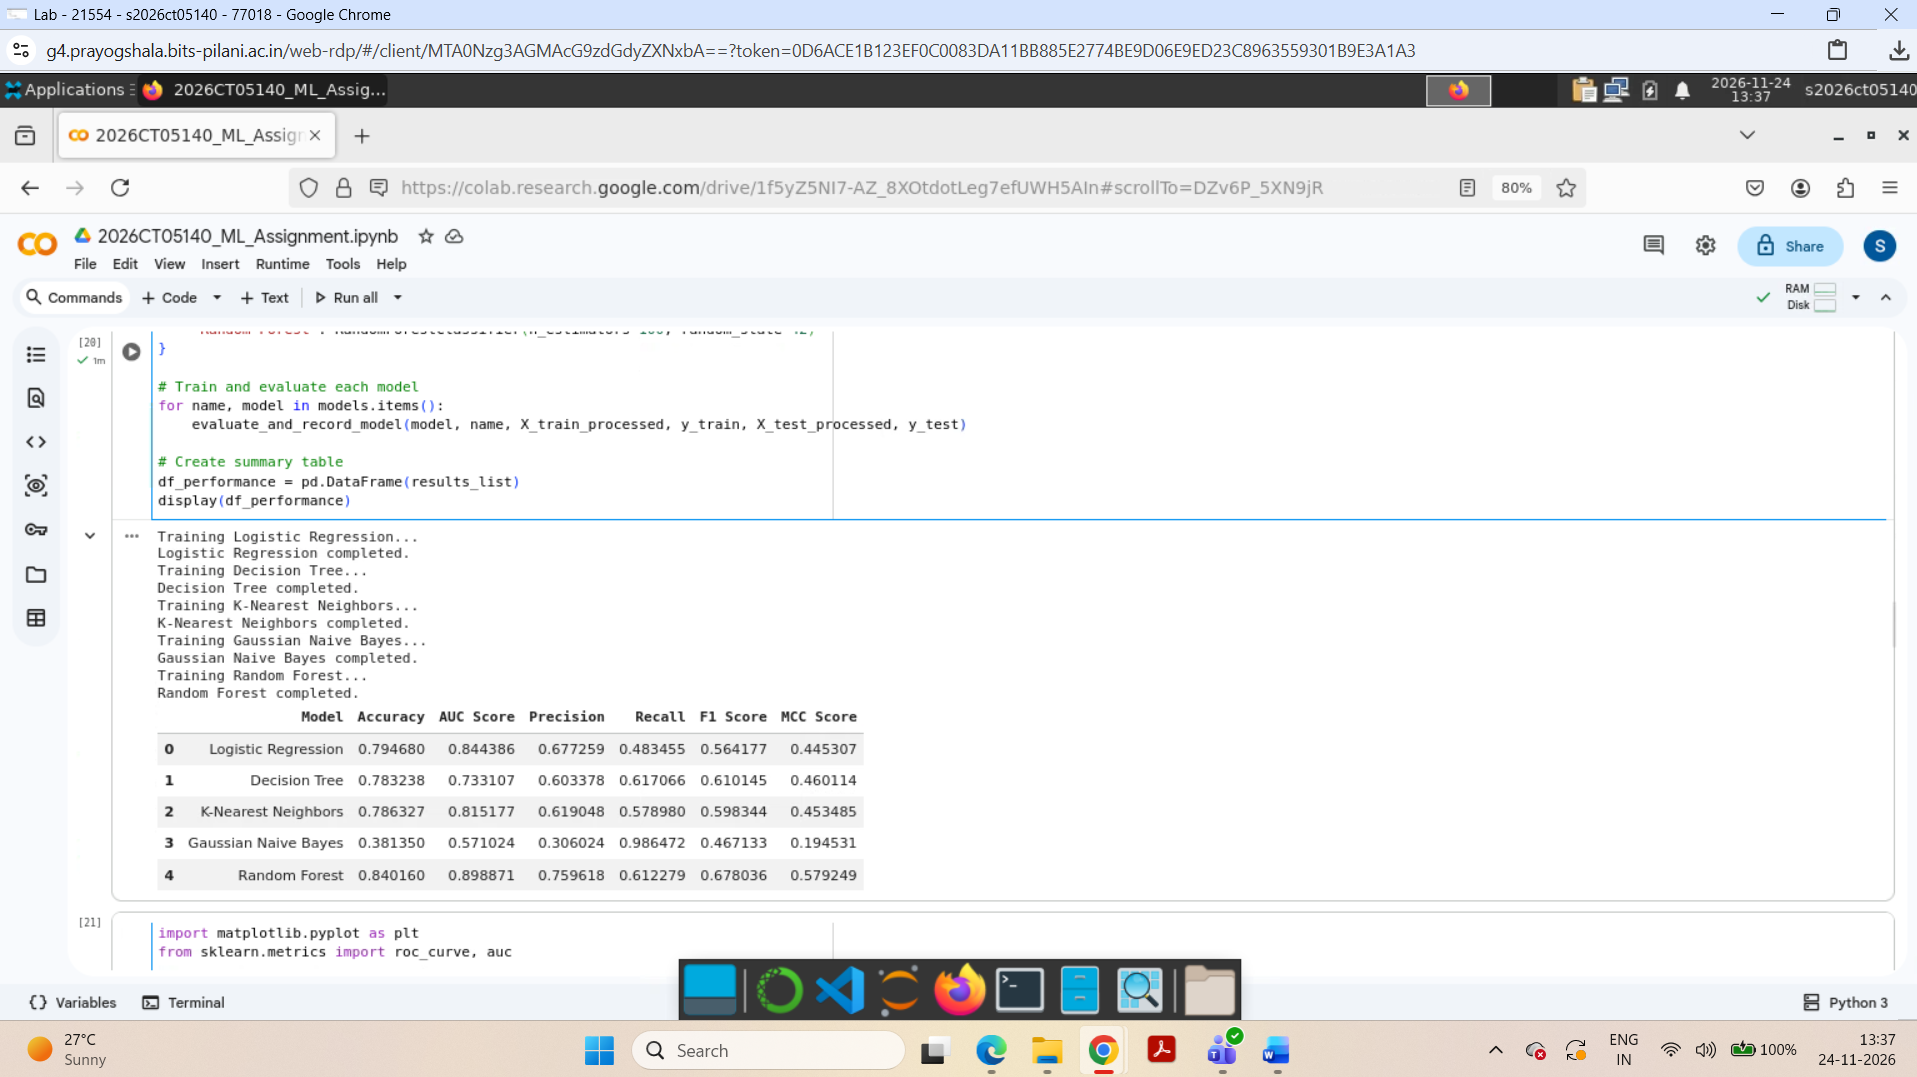 Lab - 21554 - s2026ct05140 - 77018 - Google Chrome
g4.prayogshala.bits-pilani.ac.in/web-rdp/#/client/MTA0Nzg3AGMAcG9zdGdyZXNxbA==?token=0D6ACE1B123EF0C0083DA11BB885E2774BE9D06E9ED23C8963559301B9E3A1A3
Applications 2026CT05140_ML_Assig... 2026-11-24 13:37 s2026ct05140
2026CT05140_ML_Assign
https://colab.research.google.com/drive/1f5yZ5NI7-AZ_8XOtdotLeg7efUWH5AIn#scrollTo=DZv6P_5XN9jR 80%
2026CT05140_ML_Assignment.ipynb
Share S
File Edit View Insert Runtime Tools Help
Commands + Code + Text Run all RAM Disk
[20] 1m
"Random Forest": RandomForestClassifier(n_estimators=100, random_state=42)
}
# Train and evaluate each model
for name, model in models.items():
evaluate_and_record_model(model, name, X_train_processed, y_train, X_test_processed, y_test)
# Create summary table
df_performance = pd.DataFrame(results_list)
display(df_performance)
Training Logistic Regression...
Logistic Regression completed.
Training Decision Tree...
Decision Tree completed.
Training K-Nearest Neighbors...
K-Nearest Neighbors completed.
Training Gaussian Naive Bayes...
Gaussian Naive Bayes completed.
Training Random Forest...
Random Forest completed.
Model Accuracy AUC Score Precision Recall F1 Score MCC Score
0 Logistic Regression 0.794680 0.844386 0.677259 0.483455 0.564177 0.445307
1 Decision Tree 0.783238 0.733107 0.603378 0.617066 0.610145 0.460114
2 K-Nearest Neighbors 0.786327 0.815177 0.619048 0.578980 0.598344 0.453485
3 Gaussian Naive Bayes 0.381350 0.571024 0.306024 0.986472 0.467133 0.194531
4 Random Forest 0.840160 0.898871 0.759618 0.612279 0.678036 0.579249
[21]
import matplotlib.pyplot as plt
from sklearn.metrics import roc_curve, auc
Variables Terminal Python 3
27°C
Sunny
Search
ENG
IN
100%
13:37
24-11-2026